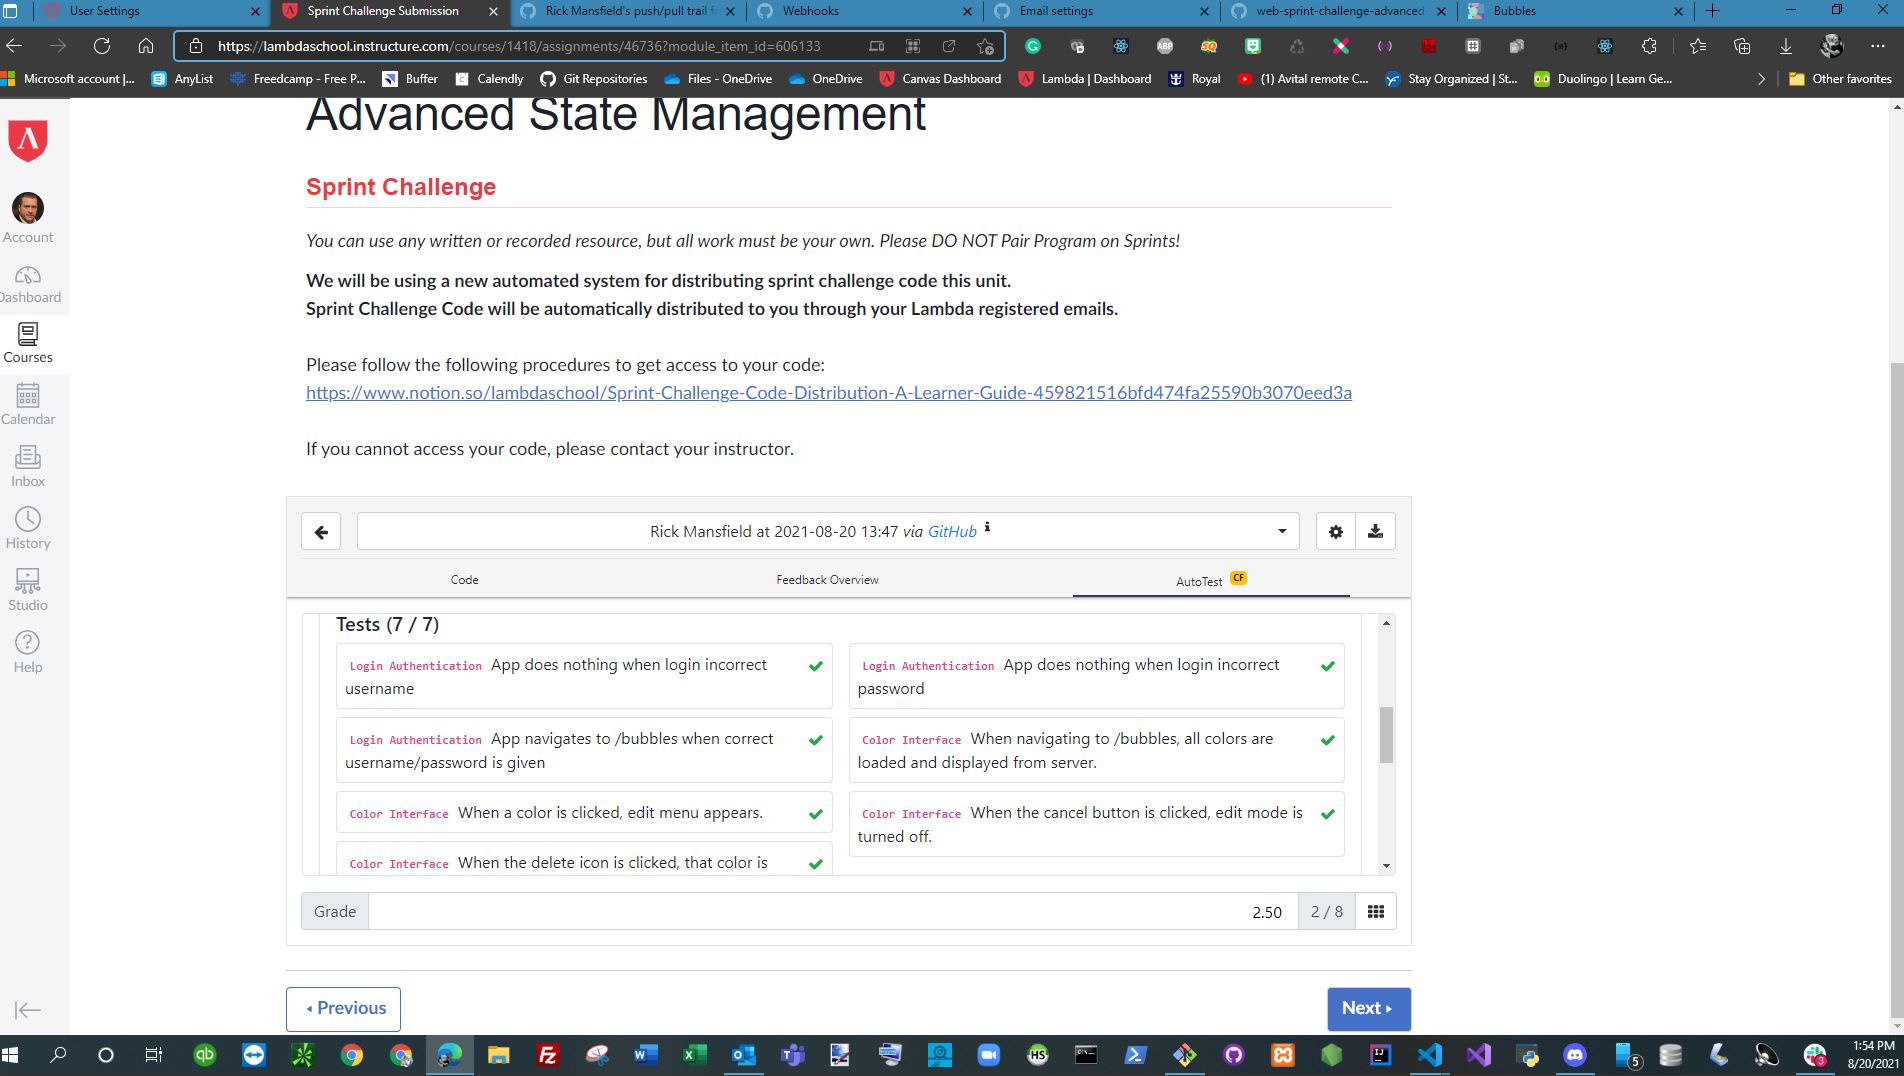 User Settings
Sprint Challenge Submission
Rick Mansfield's push/pull trail f
Webhooks
Email settings
web-sprint-challenge-advanced
Bubbles
https://lambdaschool.instructure.com/courses/1418/assignments/46736?module_item_id=606133
Microsoft account |...
AnyList
Freedcamp - Free P...
Buffer
Calendly
Git Repositories
Files - OneDrive
OneDrive
Canvas Dashboard
Lambda | Dashboard
Royal
(1) Avital remote C...
Stay Organized | St...
Duolingo | Learn Ge...
Other favorites
Account
Dashboard
Courses
Calendar
Inbox
History
Studio
Help
Advanced State Management
Sprint Challenge
You can use any written or recorded resource, but all work must be your own. Please DO NOT Pair Program on Sprints!
We will be using a new automated system for distributing sprint challenge code this unit.
Sprint Challenge Code will be automatically distributed to you through your Lambda registered emails.
Please follow the following procedures to get access to your code:
https://www.notion.so/lambdaschool/Sprint-Challenge-Code-Distribution-A-Learner-Guide-459821516bfd474fa25590b3070eed3a
If you cannot access your code, please contact your instructor.
Rick Mansfield at 2021-08-20 13:47 via GitHub i
Code
Feedback Overview
AutoTest CF
Tests (7 / 7)
Login Authentication App does nothing when login incorrect
username
Login Authentication App does nothing when login incorrect
password
Login Authentication App navigates to /bubbles when correct
username/password is given
Color Interface When navigating to /bubbles, all colors are
loaded and displayed from server.
Color Interface When a color is clicked, edit menu appears.
Color Interface When the cancel button is clicked, edit mode is
turned off.
Color Interface When the delete icon is clicked, that color is
Grade
2.50
2 / 8
Previous
Next
1:54 PM
8/20/2021